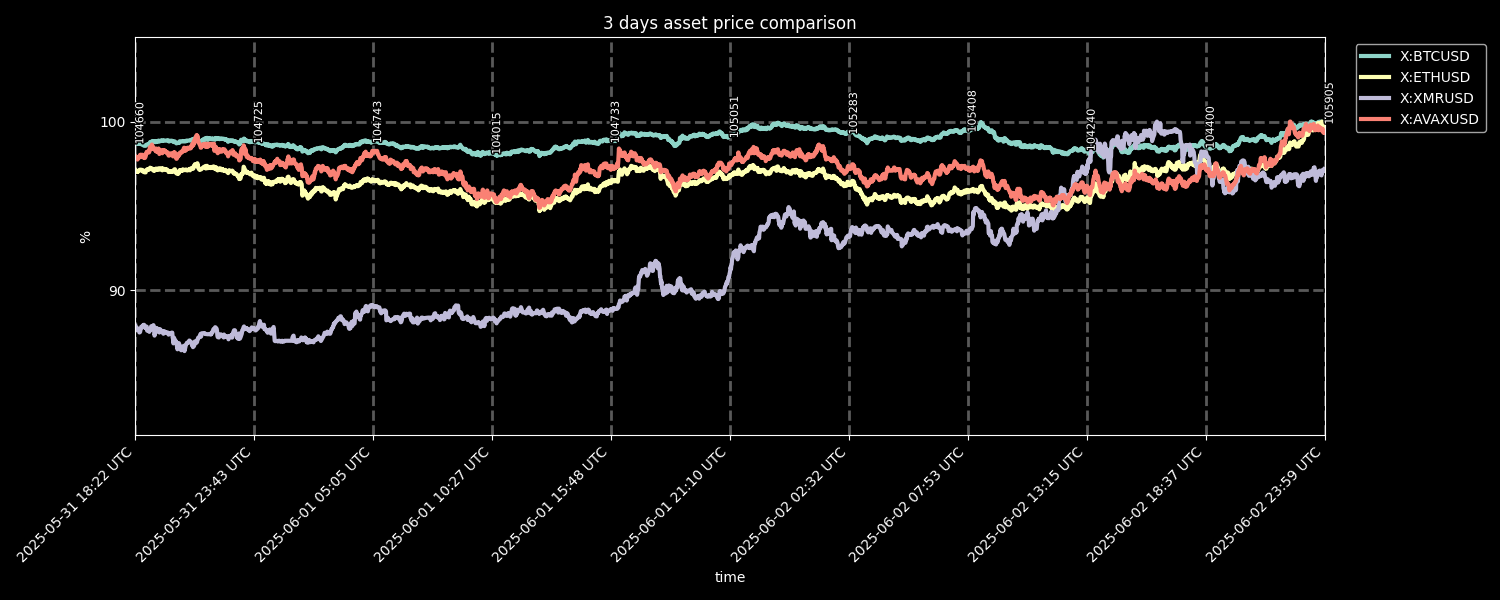 3 days asset price comparison
X:BTCUSD
X:ETHUSD
X:XMRUSD
X:AVAXUSD
%
100
90
104660
104725
104743
104015
104733
105051
105283
105408
104240
104400
105905
2025-05-31 18:22 UTC
2025-05-31 23:43 UTC
2025-06-01 05:05 UTC
2025-06-01 10:27 UTC
2025-06-01 15:48 UTC
2025-06-01 21:10 UTC
2025-06-02 02:32 UTC
2025-06-02 07:53 UTC
2025-06-02 13:15 UTC
2025-06-02 18:37 UTC
2025-06-02 23:59 UTC
time